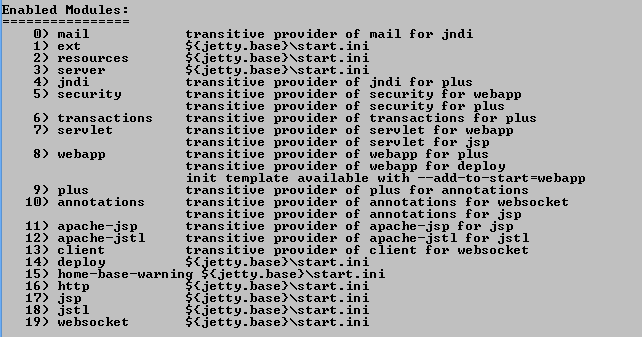 Enabled Modules:
================
0) mail transitive provider of mail for jndi
1) ext ${jetty.base}\start.ini
2) resources ${jetty.base}\start.ini
3) server ${jetty.base}\start.ini
4) jndi transitive provider of jndi for plus
5) security transitive provider of security for webapp
transitive provider of security for plus
6) transactions transitive provider of transactions for plus
7) servlet transitive provider of servlet for webapp
transitive provider of servlet for jsp
8) webapp transitive provider of webapp for plus
transitive provider of webapp for deploy
init template available with --add-to-start=webapp
9) plus transitive provider of plus for annotations
10) annotations transitive provider of annotations for websocket
transitive provider of annotations for jsp
11) apache-jsp transitive provider of apache-jsp for jsp
12) apache-jstl transitive provider of apache-jstl for jstl
13) client transitive provider of client for websocket
14) deploy ${jetty.base}\start.ini
15) home-base-warning ${jetty.base}\start.ini
16) http ${jetty.base}\start.ini
17) jsp ${jetty.base}\start.ini
18) jstl ${jetty.base}\start.ini
19) websocket ${jetty.base}\start.ini